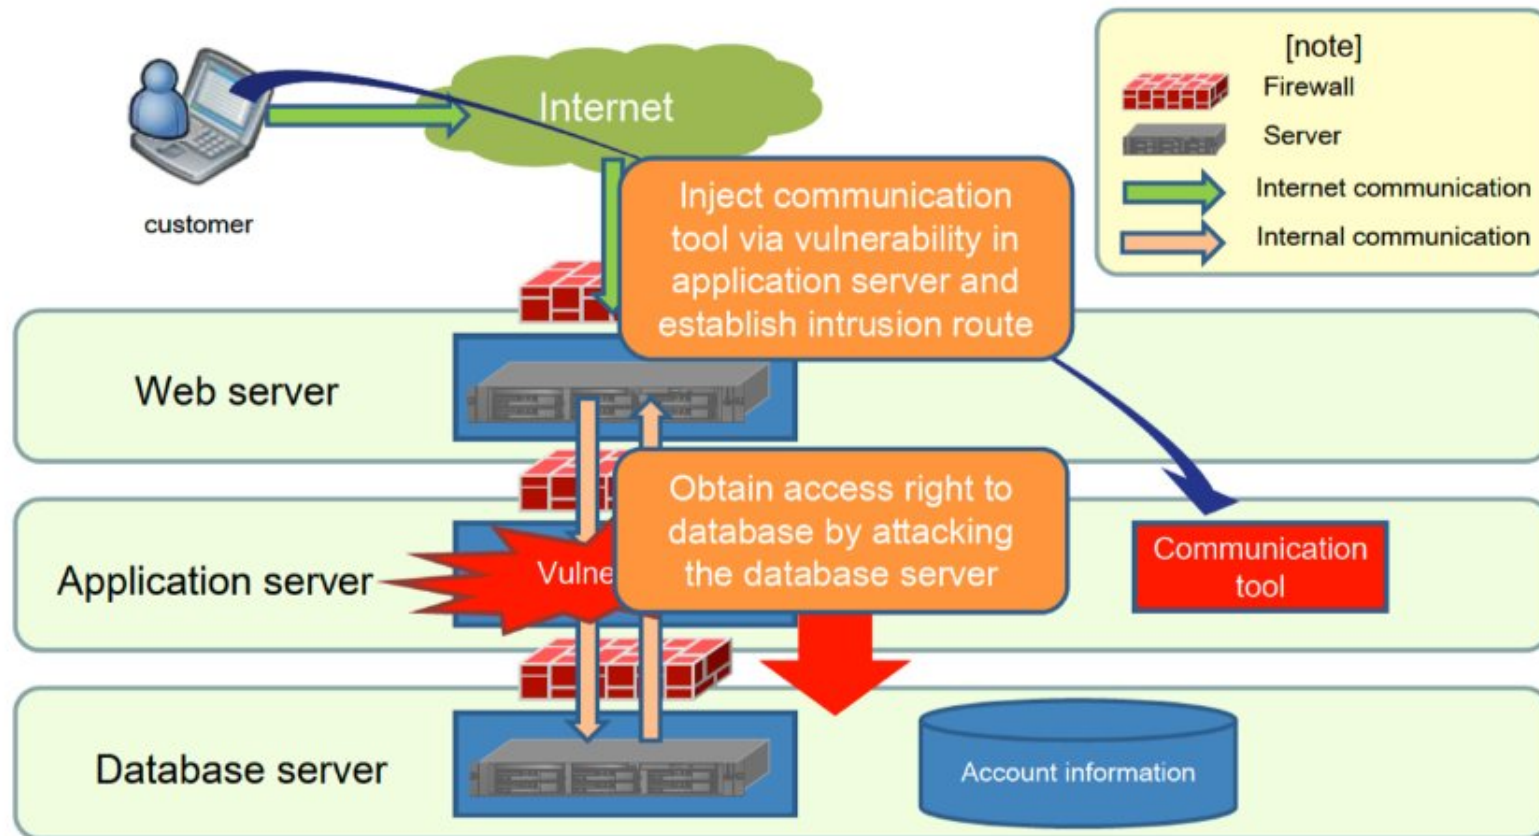 Internet
customer
[note]
Firewall
Server
Internet communication
Internal communication
Inject communication
tool via vulnerability in
application server and
establish intrusion route
Web server
Obtain access right to
database by attacking
the database server
Application server
Communication
tool
Database server
Account information